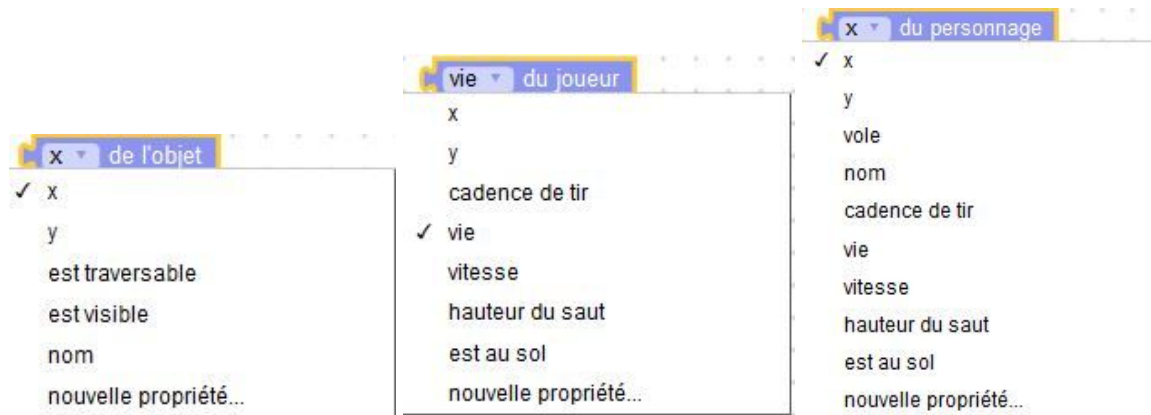 x de l'objet
✓ x
y
est traversable
est visible
nom
nouvelle propriété...
vie du joueur
x
y
cadence de tir
✓ vie
vitesse
hauteur du saut
est au sol
nouvelle propriété...
x du personnage
✓ x
y
vole
nom
cadence de tir
vie
vitesse
hauteur du saut
est au sol
nouvelle propriété...